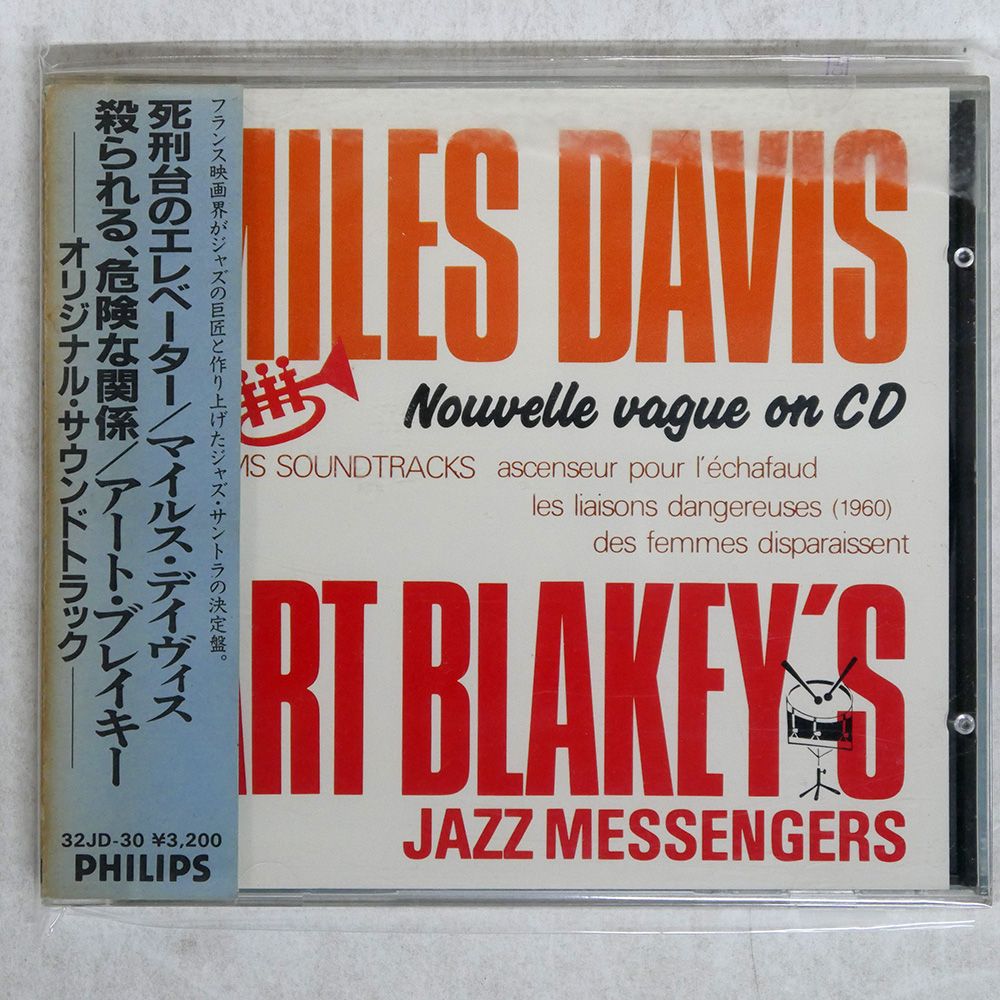 フランス映画界がジャズの巨匠と作り上げたジャズ・サントラの決定盤。
死刑台のエレベーター/マイルス・デイヴィス
殺られる、危険な関係/アート・ブレイキー
—オリジナル・サウンドトラック—
32JD-30 ¥3,200
PHILIPS
MILES DAVIS
Nouvelle vague on CD
MS SOUNDTRACKS ascenseur pour l'échafaud
les liaisons dangereuses (1960)
des femmes disparaissent
ART BLAKEY'S
JAZZ MESSENGERS